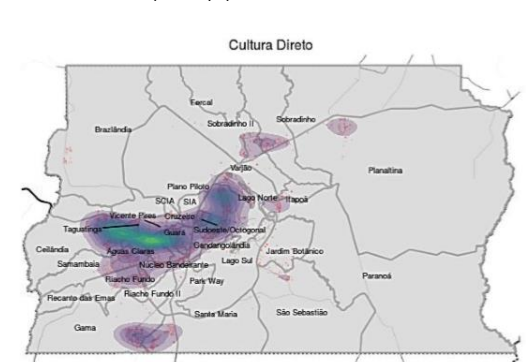 Cultura Direto
Fercal
Sobradinho II
Sobradinho
Brazlândia
Varjão
Planaltina
Plano Piloto
Lago Norte
Itapoã
SCIA
SIA
Vicente Pires
Cruzeiro
Taguatinga
Guará
Sudoeste/Octogonal
Ceilândia
Águas Claras
Candangolândia
Samambaia
Núcleo Bandeirante
Lago Sul
Jardim Botânico
Riacho Fundo
Park Way
Paranoá
Recanto das Emas
Riacho Fundo II
Gama
Santa Maria
São Sebastião